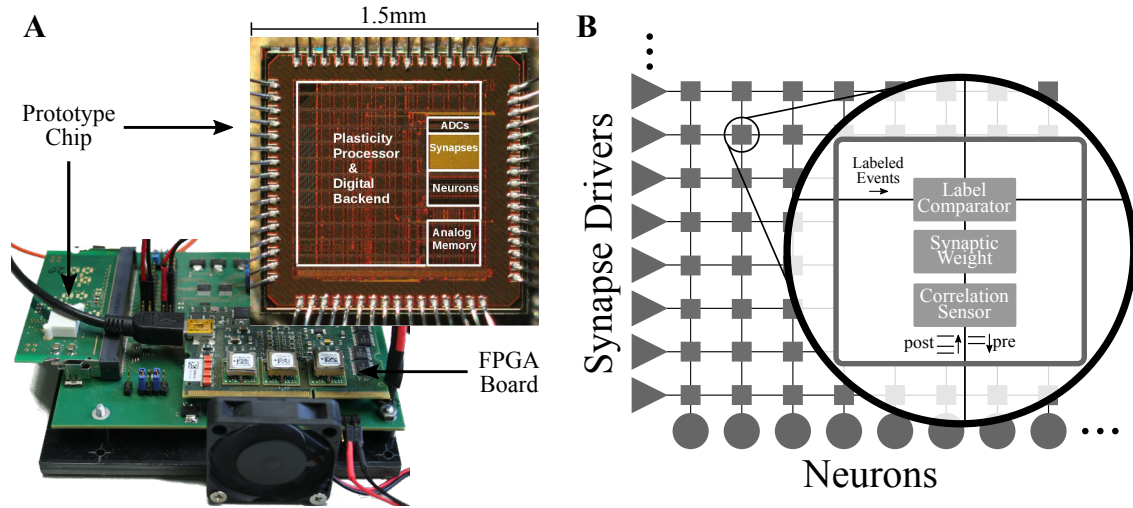 A
1.5mm
Prototype
Chip
Plasticity
Processor
&
Digital
Backend
ADCs
Synapses
Neurons
Analog
Memory
FPGA
Board
B
Synapse Drivers
Labeled
Events
Label
Comparator
Synaptic
Weight
Correlation
Sensor
post
pre
Neurons